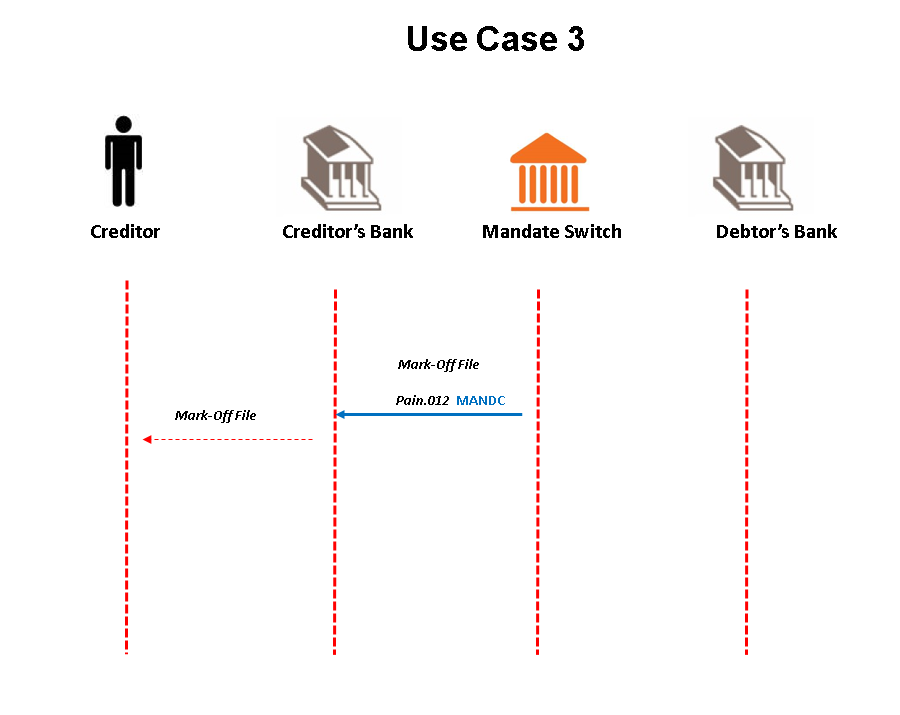 Use Case 3
Creditor
Creditor's Bank
Mandate Switch
Debtor's Bank
Mark-Off File
Pain.012 MANDC
Mark-Off File